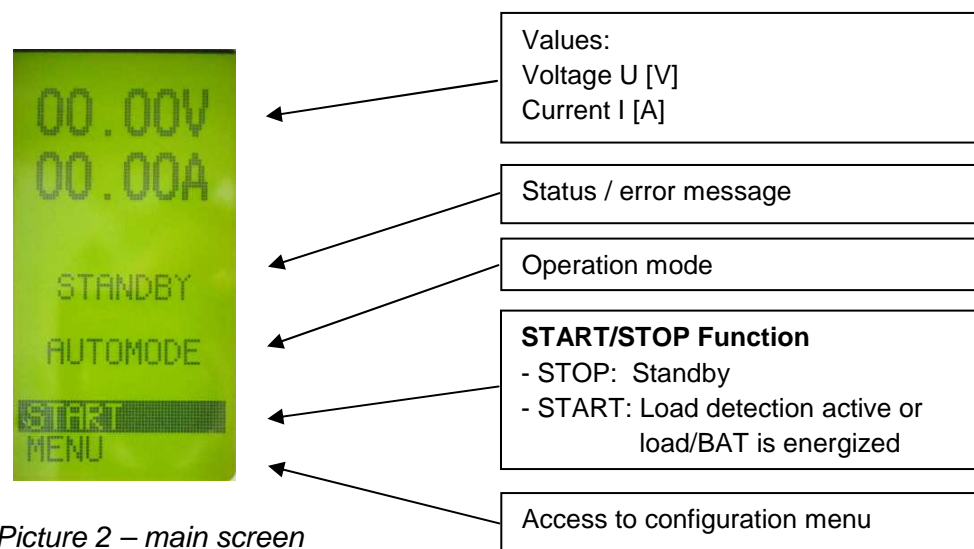 00.00V
00.00A
STANDBY
AUTOMODE
START
MENU
Values:
Voltage U [V]
Current I [A]
Status / error message
Operation mode
START/STOP Function
- STOP: Standby
- START: Load detection active or
load/BAT is energized
Access to configuration menu
Picture 2 – main screen